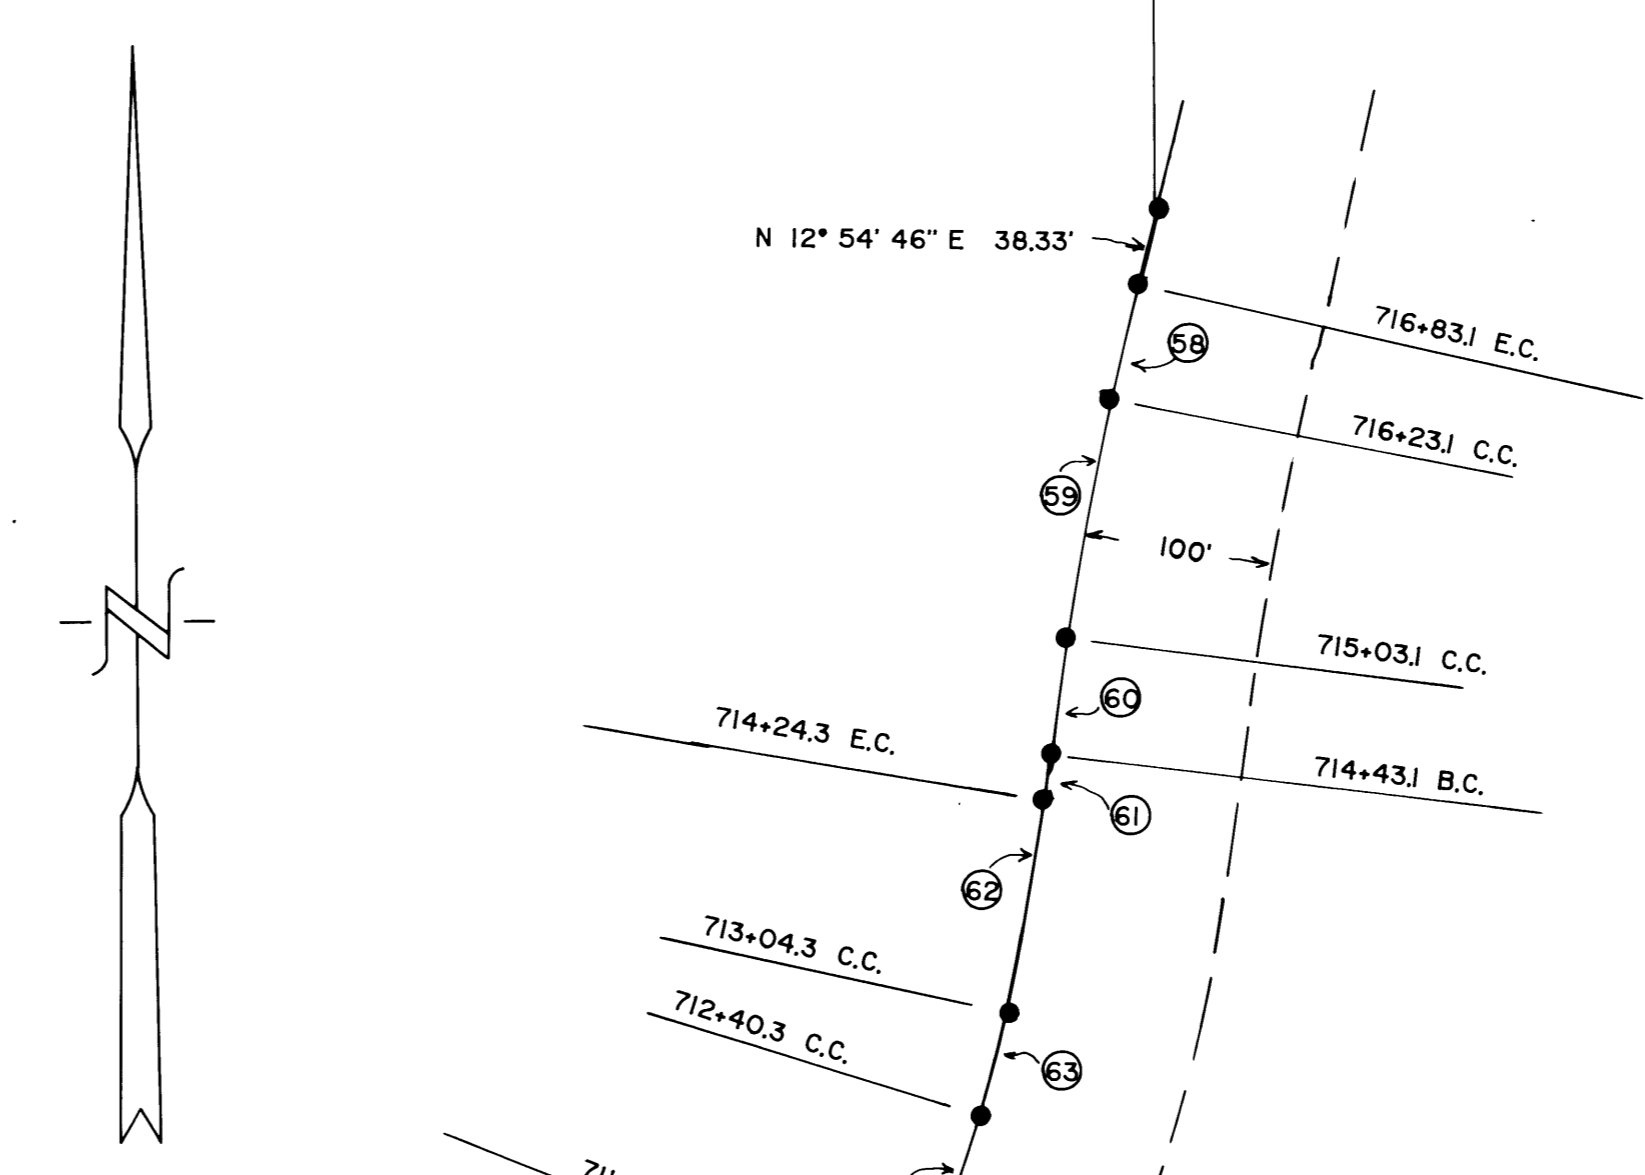 N 12° 54' 46" E 38.33'
716+83.1 E.C.
58
716+23.1 C.C.
59
100'
N
715+03.1 C.C.
60
714+24.3 E.C.
714+43.1 B.C.
61
62
713+04.3 C.C.
712+40.3 C.C.
63